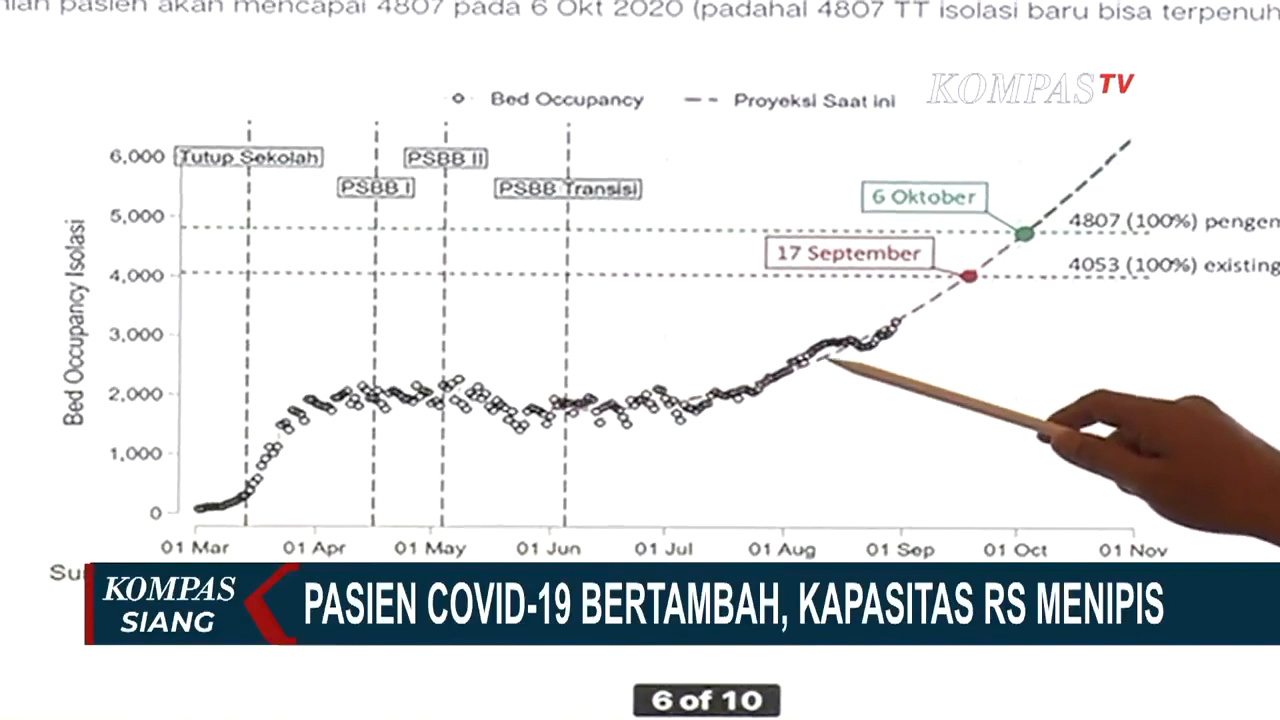 pasien akan mencapai 4807 pada 6 Okt 2020 (padahal 4807 TT isolasi baru bisa
KOMPAS TV
Bed Occupancy
Proyeksi Saat ini
6,000
Tutup Sekolah
PSBB II
PSBB I
PSBB Transisi
6 Oktober
5,000
4807 (100%)
17 September
4053 (100%) existing
4,000
Bed Occupancy Isolasi
3,000
2,000
1,000
0
01 Mar
01 Apr
01 May
01 Jun
01 Jul
01 Aug
01 Sep
01 Oct
01 Nov
KOMPAS
SIANG
PASIEN COVID-19 BERTAMBAH, KAPASITAS RS MENIPIS
6 of 10